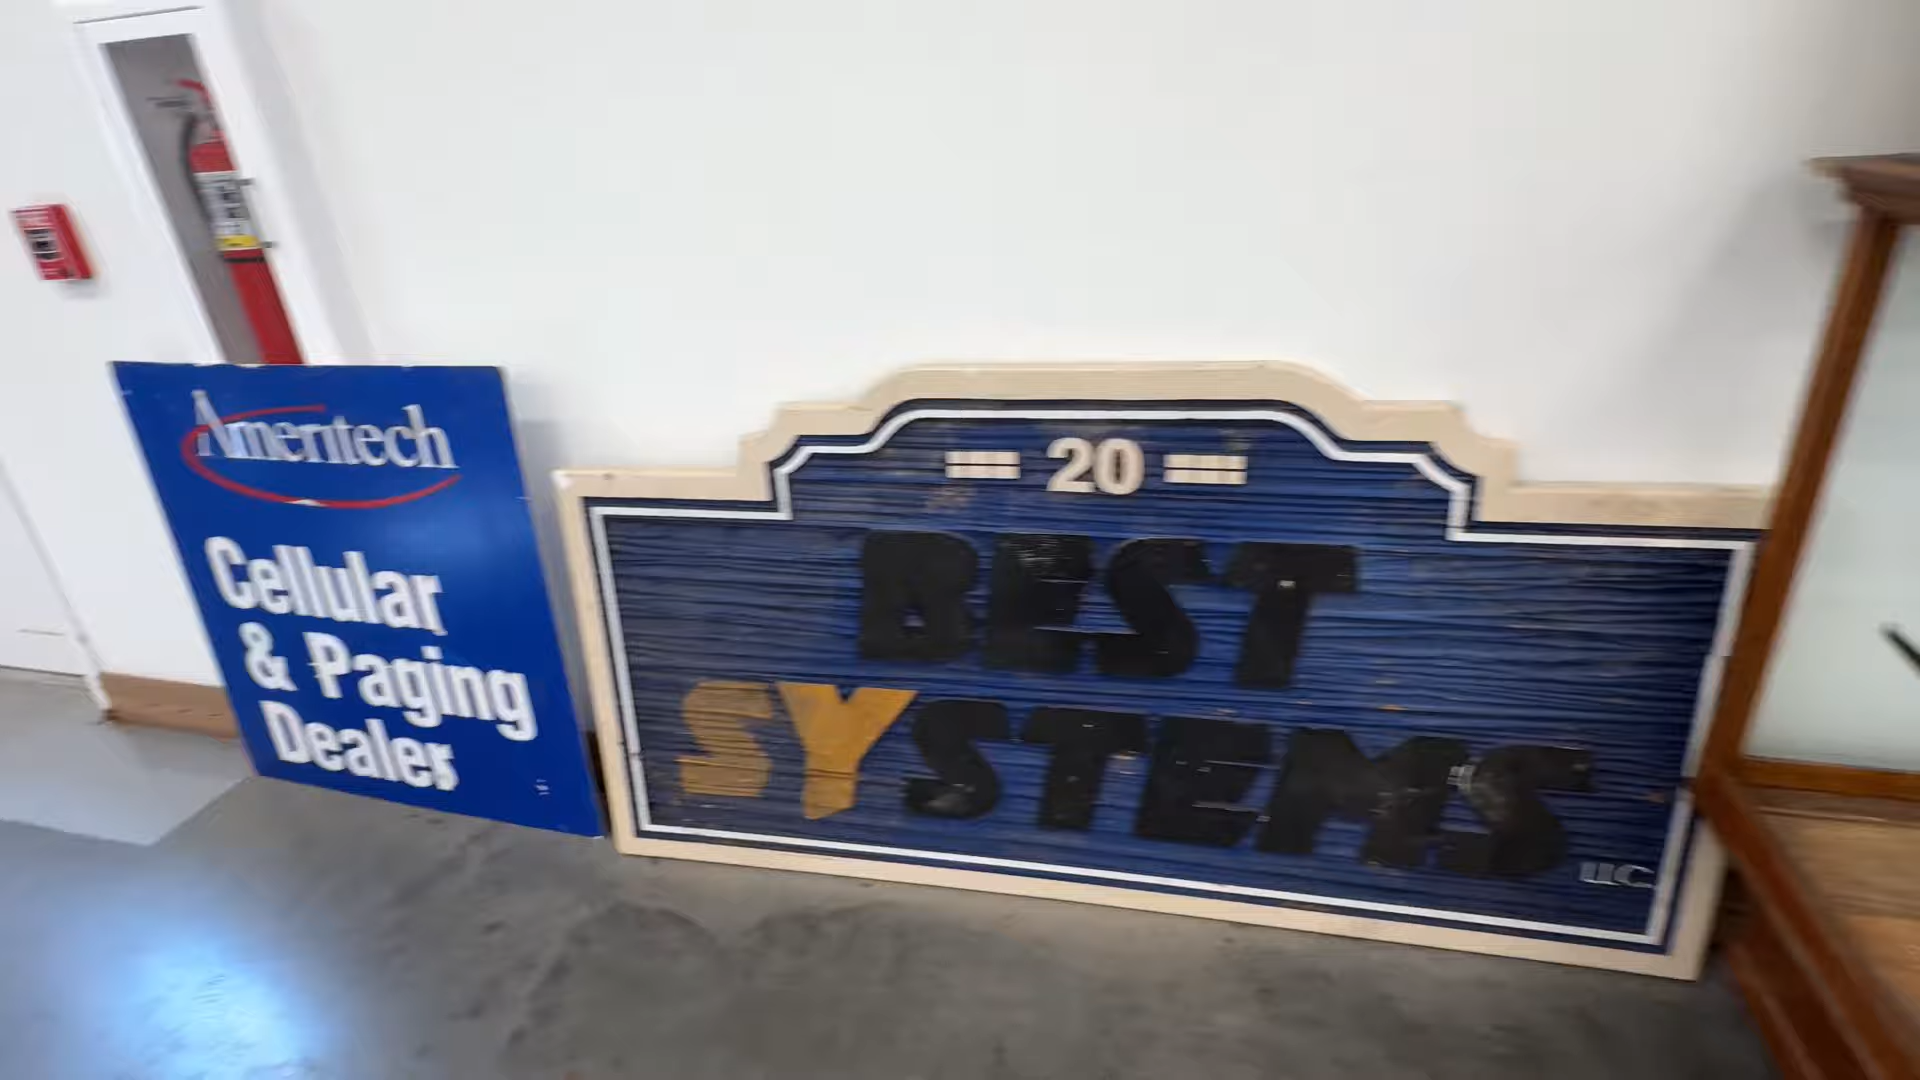 Ameritech
Cellular
& Paging
Dealer
20
BEST
SYSTEMS
LLC.